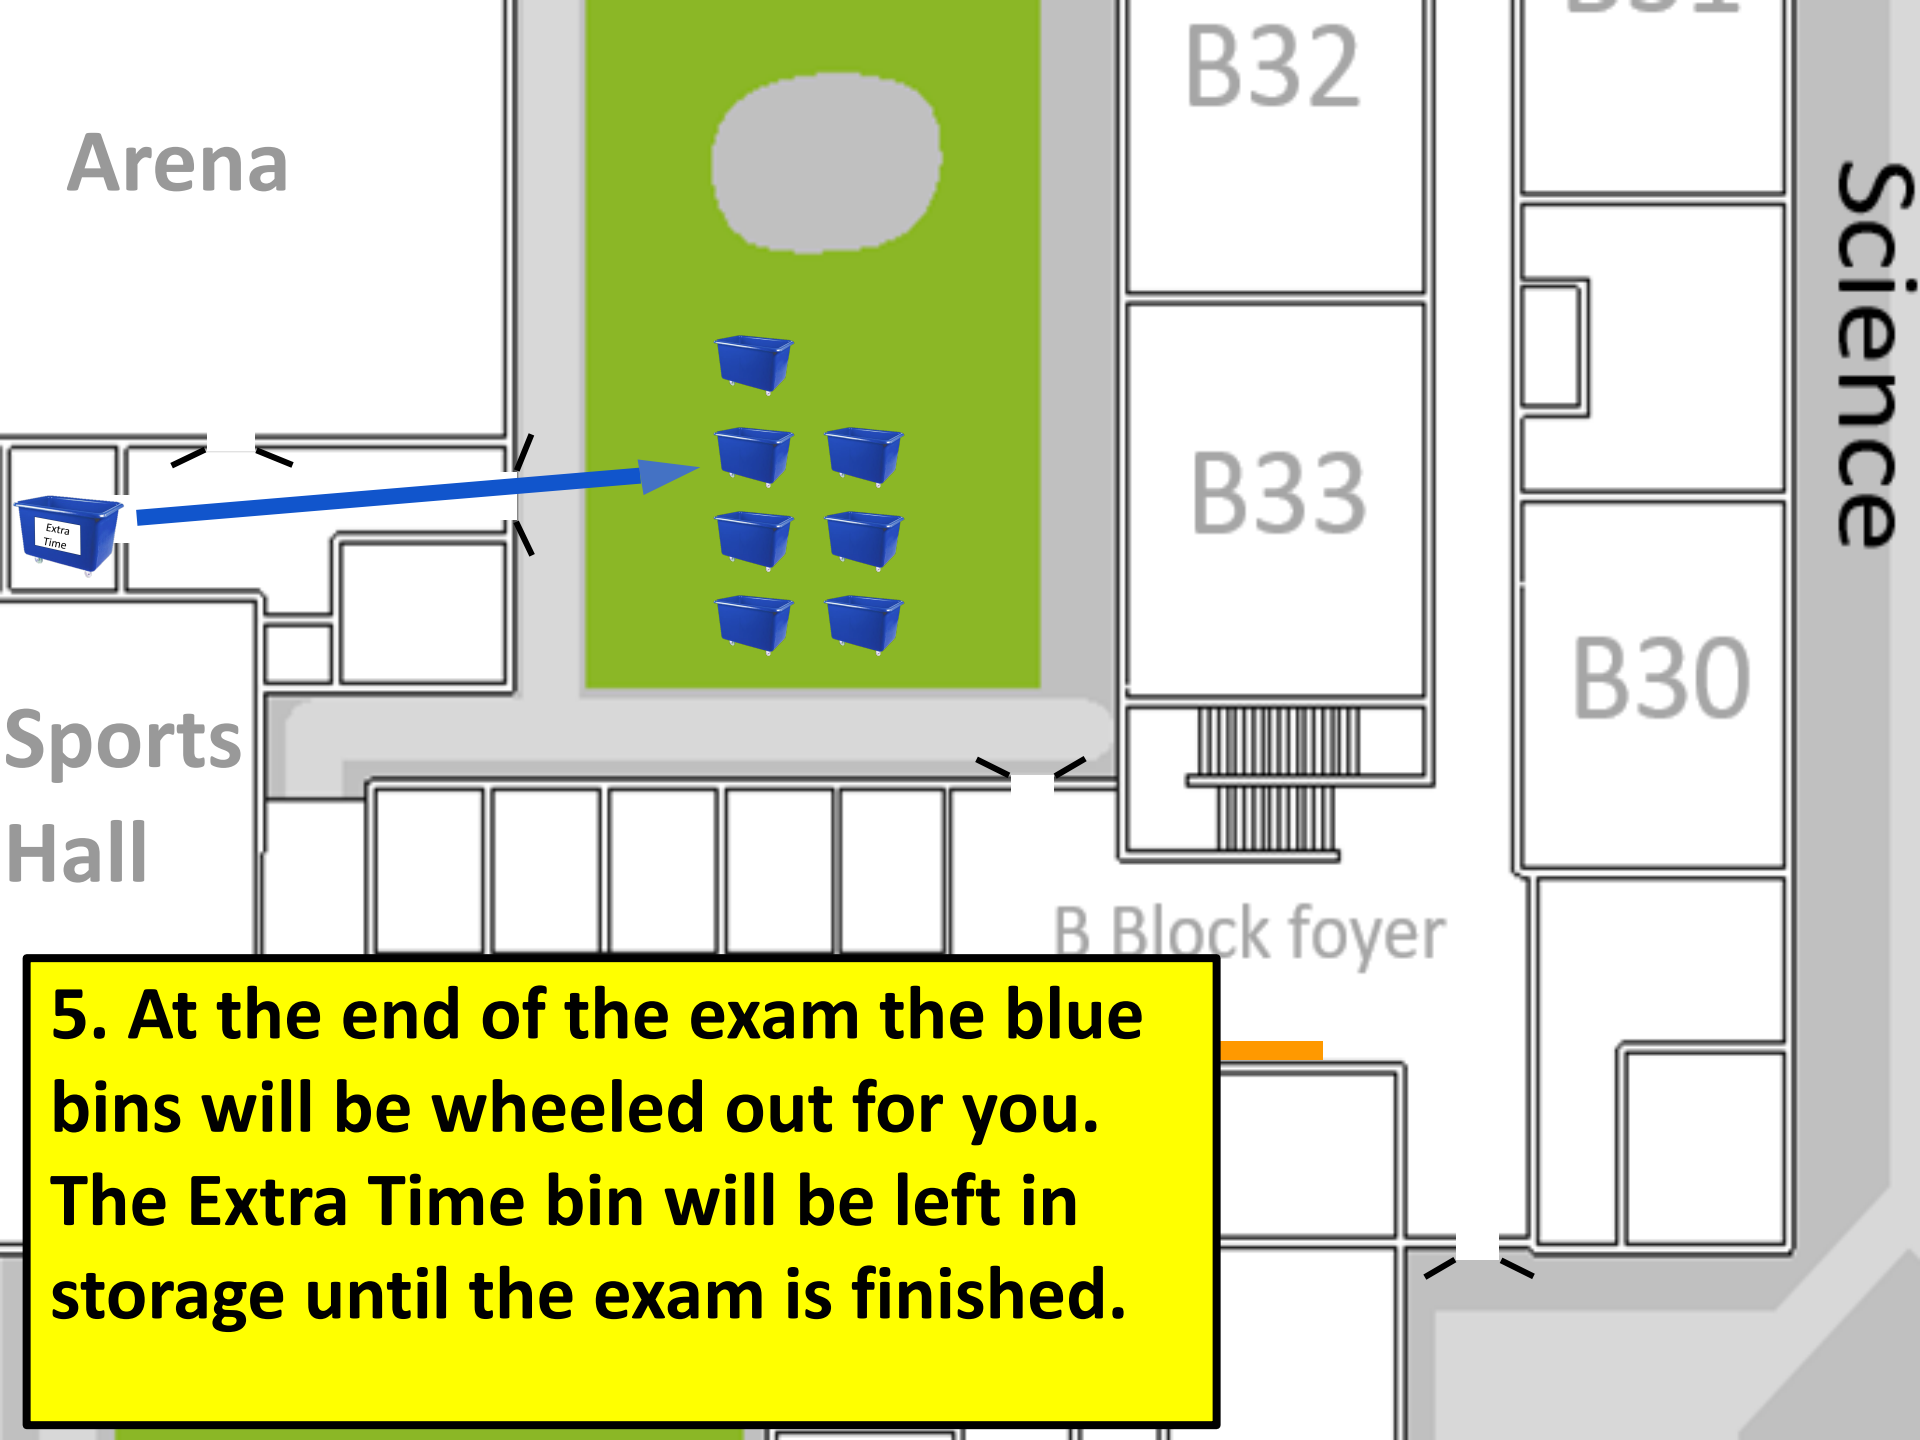 B32
B31
Arena
Science
Extra
Time
B33
B30
Sports
Hall
B Block foyer
5. At the end of the exam the blue
bins will be wheeled out for you.
The Extra Time bin will be left in
storage until the exam is finished.